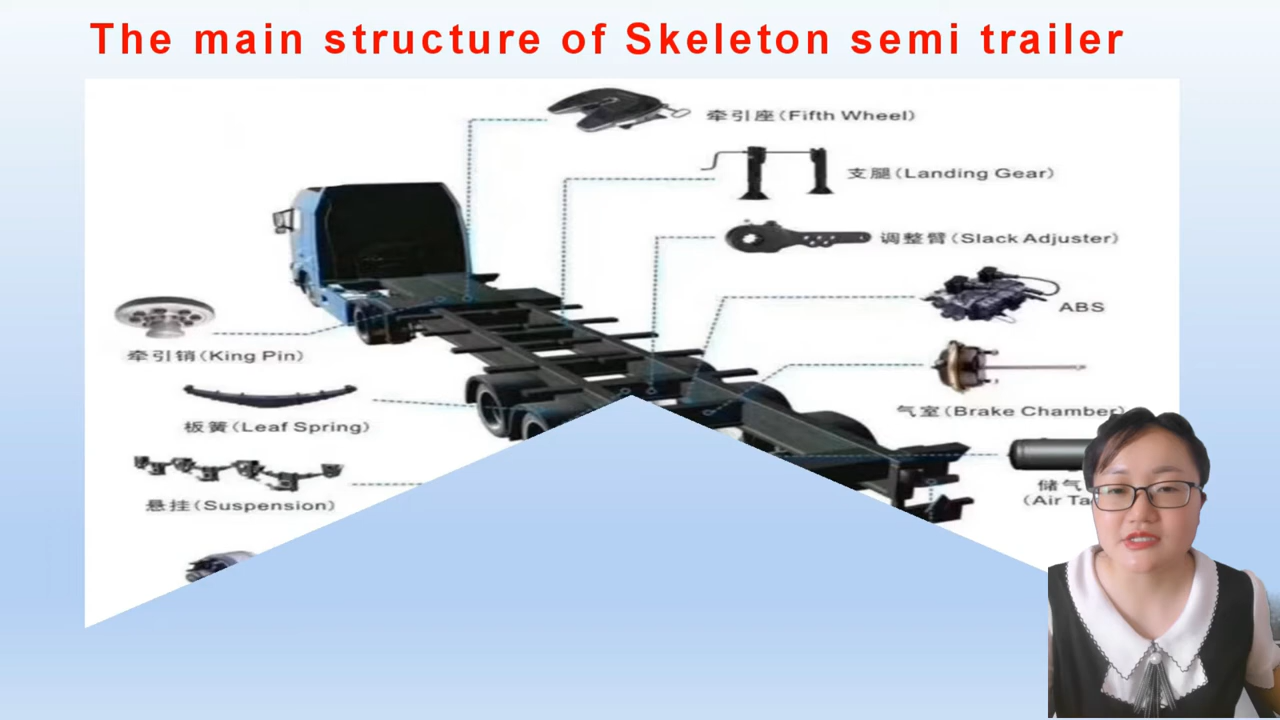 The main structure of Skeleton semi trailer
牵引座(Fifth Wheel)
支腿(Landing Gear)
调整臂(Slack Adjuster)
ABS
牵引销(King Pin)
气室(Brake Chamber)
板簧(Leaf Spring)
储气
(Air
悬挂(Suspension)